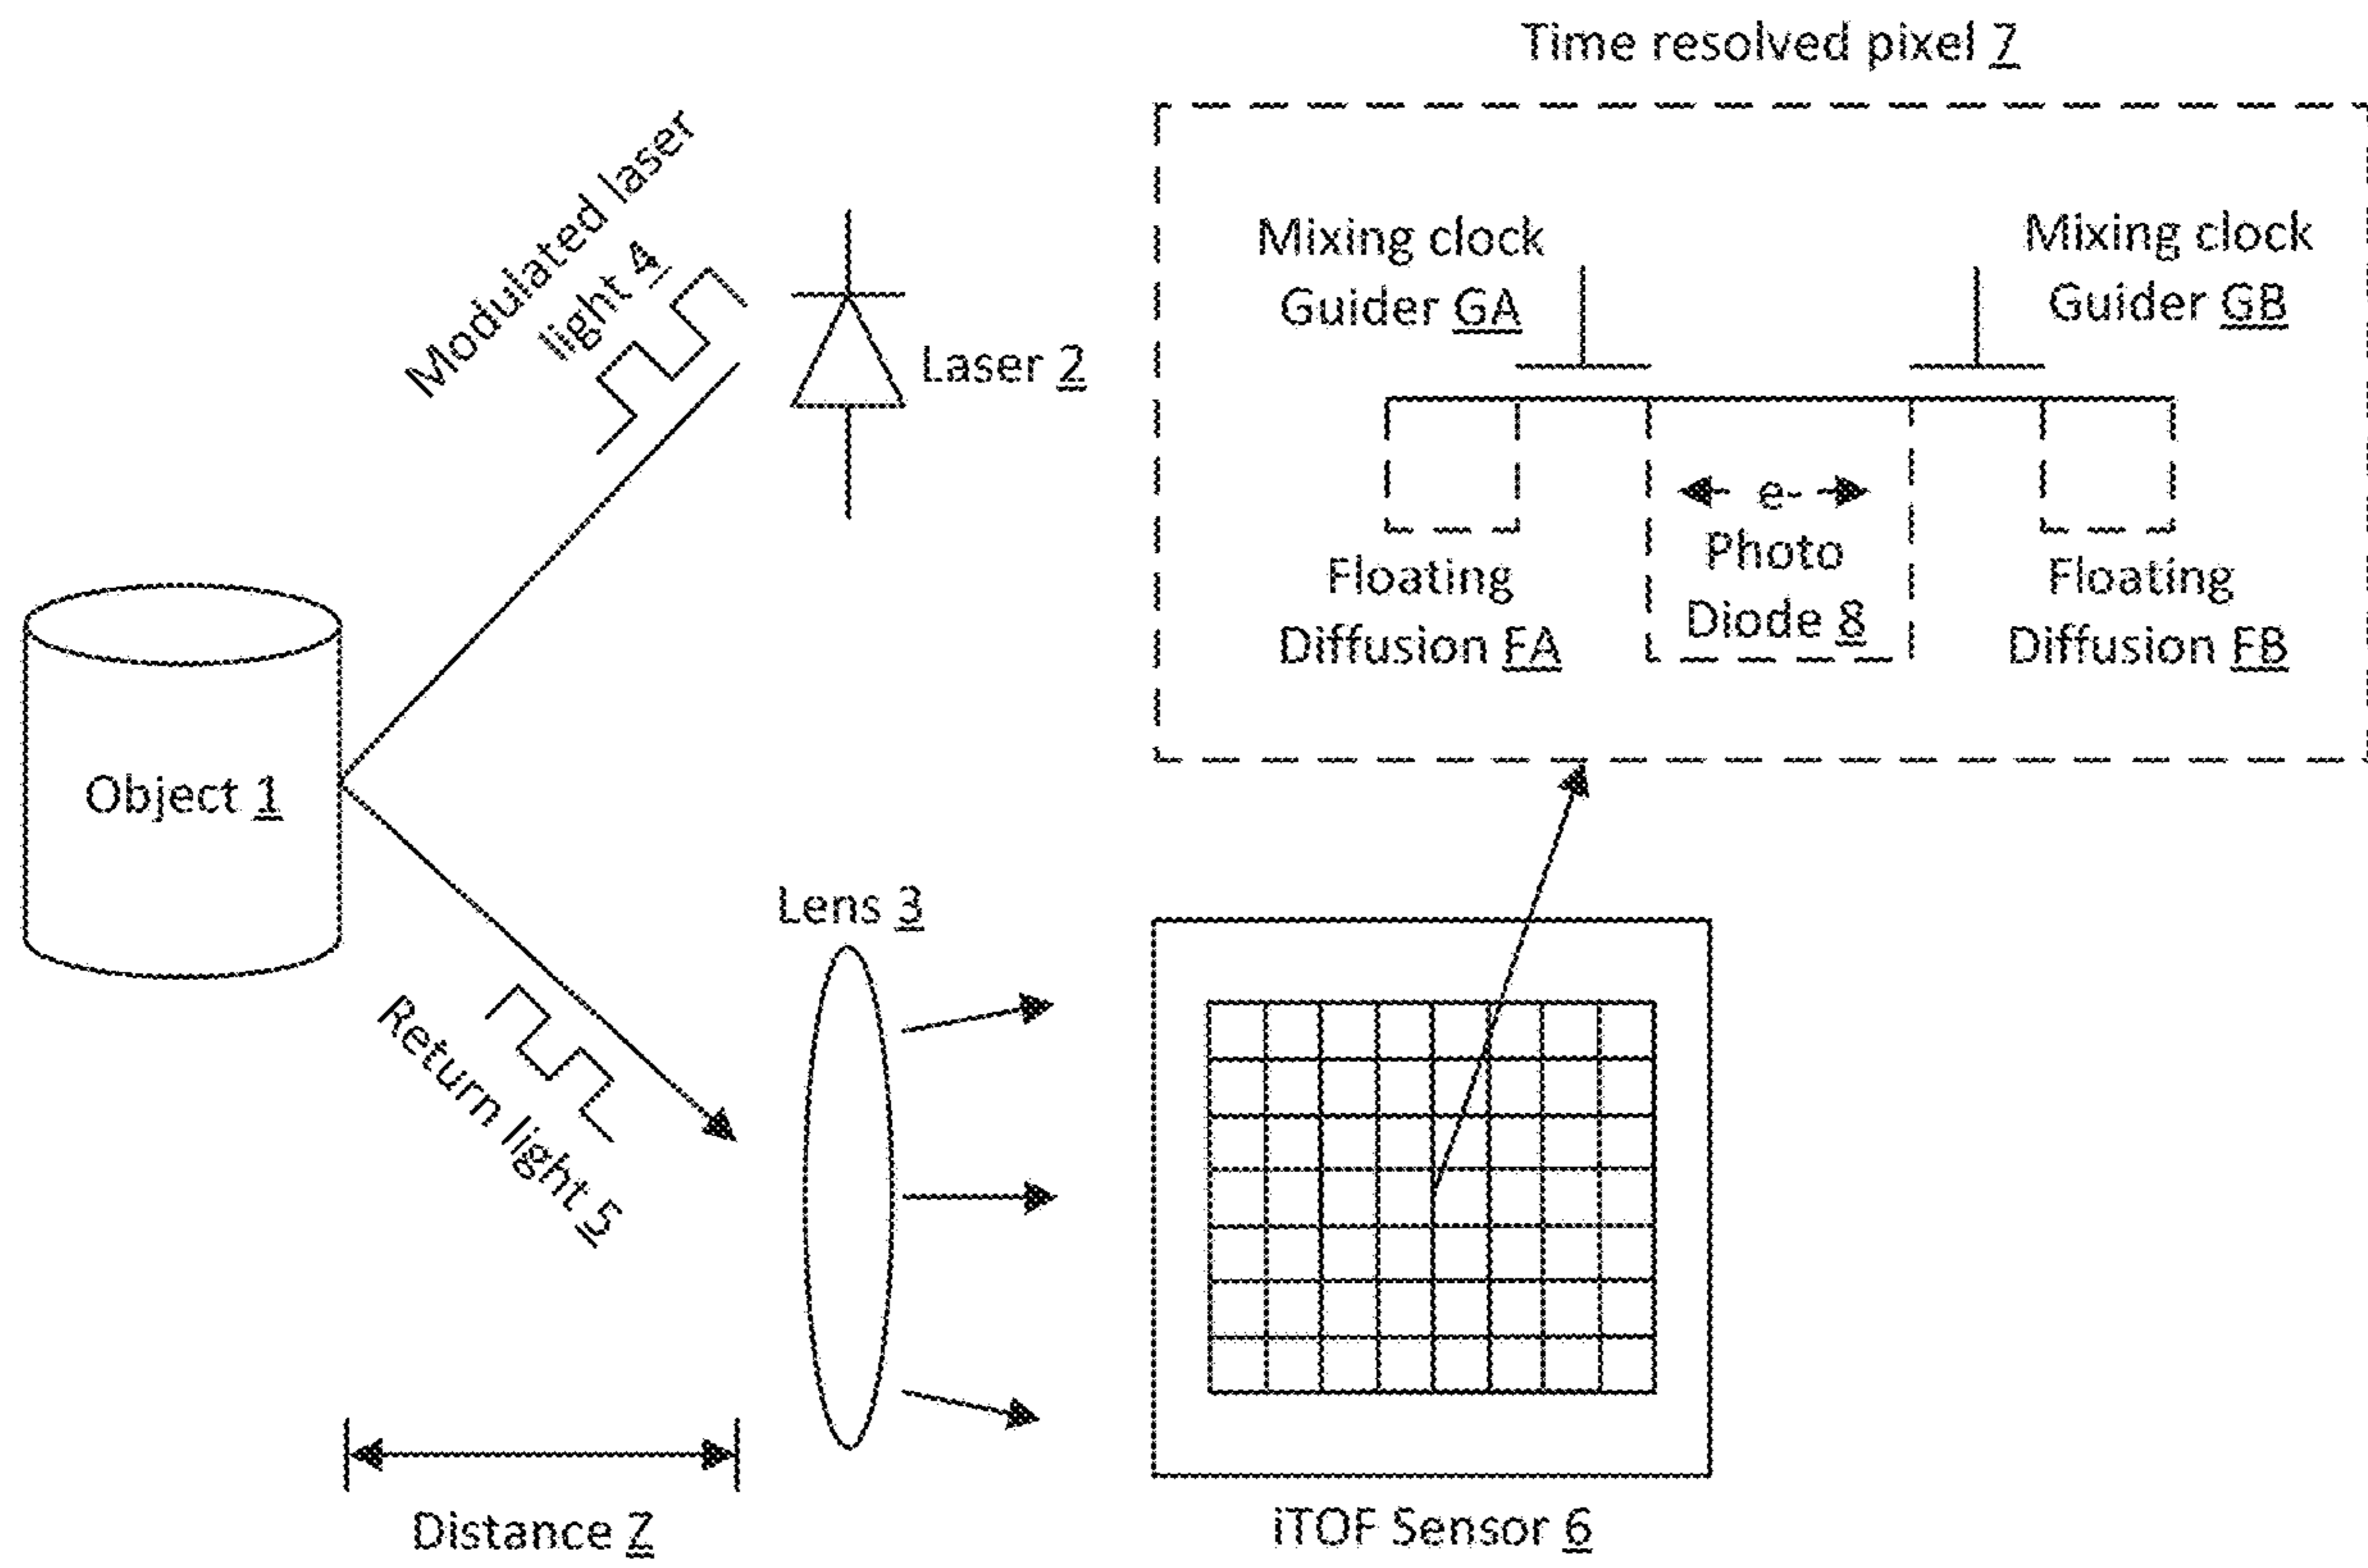 Time resolved pixel 7
Modulated laser
light 4
Laser 2
Mixing clock
Guider GA
Mixing clock
Guider GB
e-
Photo
Diode 8
Floating
Diffusion FA
Floating
Diffusion FB
Object 1
Lens 3
Return light 5
Distance Z
iTOF Sensor 6